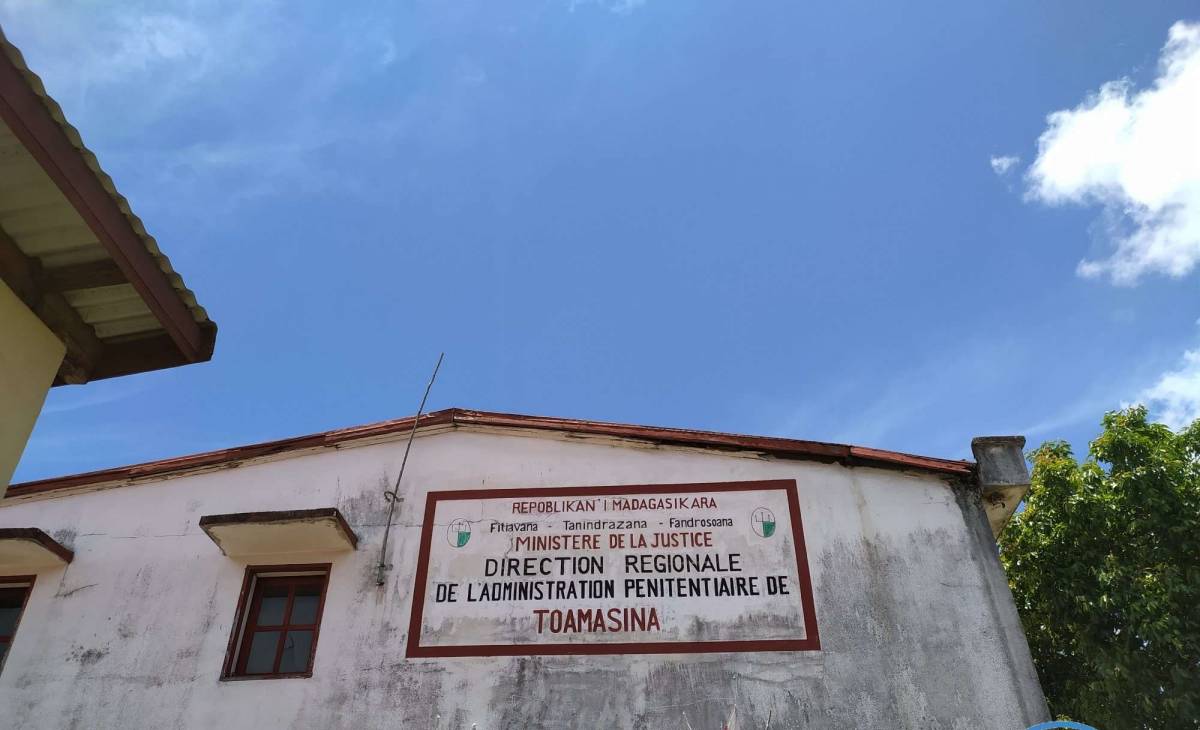 REPOBLIKAN'I MADAGASIKARA
Fitiavana - Tanindrazana - Fandrosoana
MINISTERE DE LA JUSTICE
DIRECTION REGIONALE
DE L'ADMINISTRATION PENITENTIAIRE DE
TOAMASINA